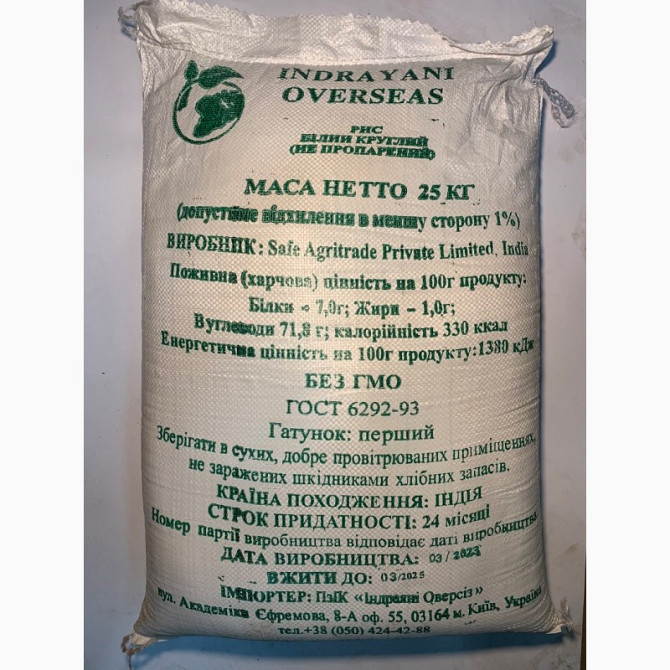 INDRAYANI
OVERSEAS
РИС
БІЛИЙ КРУГЛИЙ
(НЕ ПРОПАРЕНИЙ)
МАСА НЕТТО 25 КГ
(допустиме відхилення в меншу сторону 1%)
ВИРОБНИК: Safe Agritrade Private Limited, India
Поживна (харчова) цінність на 100г продукту:
Білки - 7,0г; Жири - 1,0г;
Вуглеводи 71,8 г; калорійність 330 ккал
Енергетична цінність на 100г продукту:1380 кДж
БЕЗ ГМО
ГОСТ 6292-93
Гатунок: перший
Зберігати в сухих, добре провітрюваних приміщеннях,
не заражених шкідниками хлібних запасів.
КРАЇНА ПОХОДЖЕННЯ: ІНДІЯ
СТРОК ПРИДАТНОСТІ: 24 місяці
Номер партії виробництва відповідає даті виробництва
ДАТА ВИРОБНИЦТВА: 03/2023
ВЖИТИ ДО: 03/2025
ІМПОРТЕР: ПзІК «Індраяні Оверсіз»
вул. Академіка Єфремова, 8-А оф. 55, 03164 м. Київ, Україна
тел.+38 (050) 424-42-88